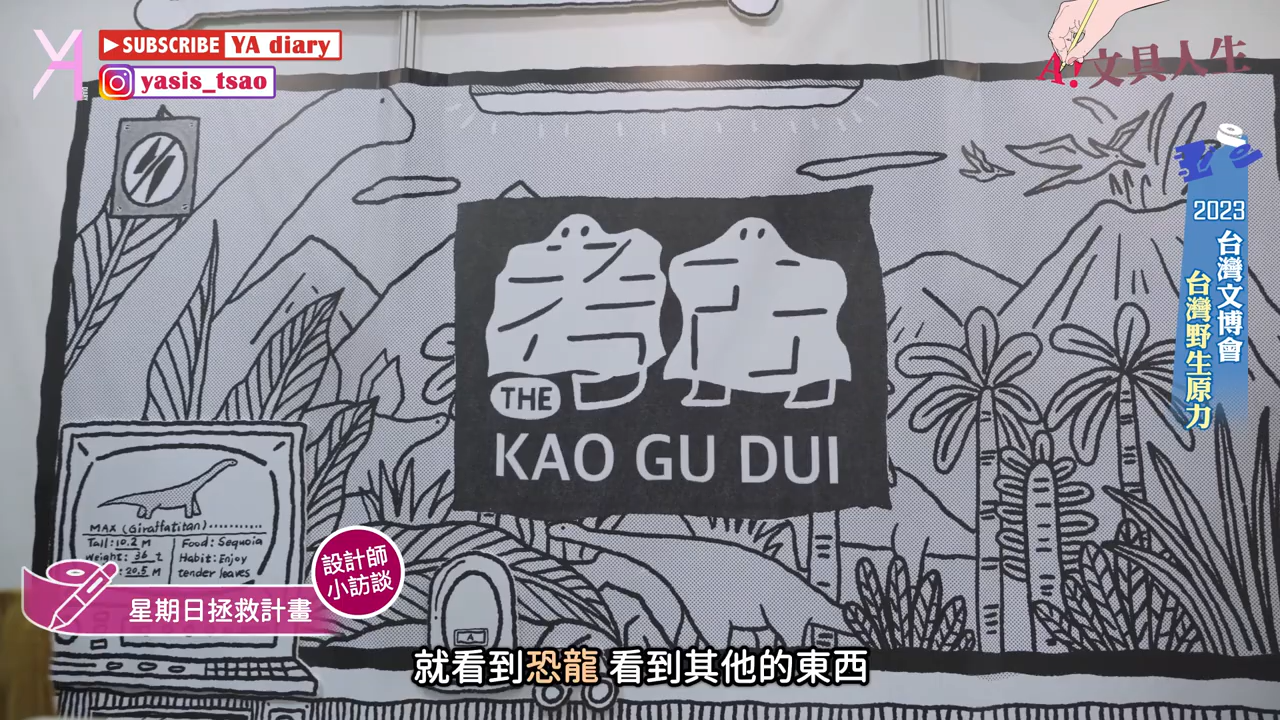 SUBSCRIBE YA diary
yasis_tsao
A! 文具人生
2023 台灣文博會
台灣野生原力
考古
THE
KAO GU DUI
MAX (Giraffatitan)
Tall: 10.2 M
Weight: 36 t
: 20.5 M
Food: Sequoia
Habit: Enjoy
tender leaves
設計師
小訪談
星期日拯救計畫
就看到恐龍 看到其他的東西